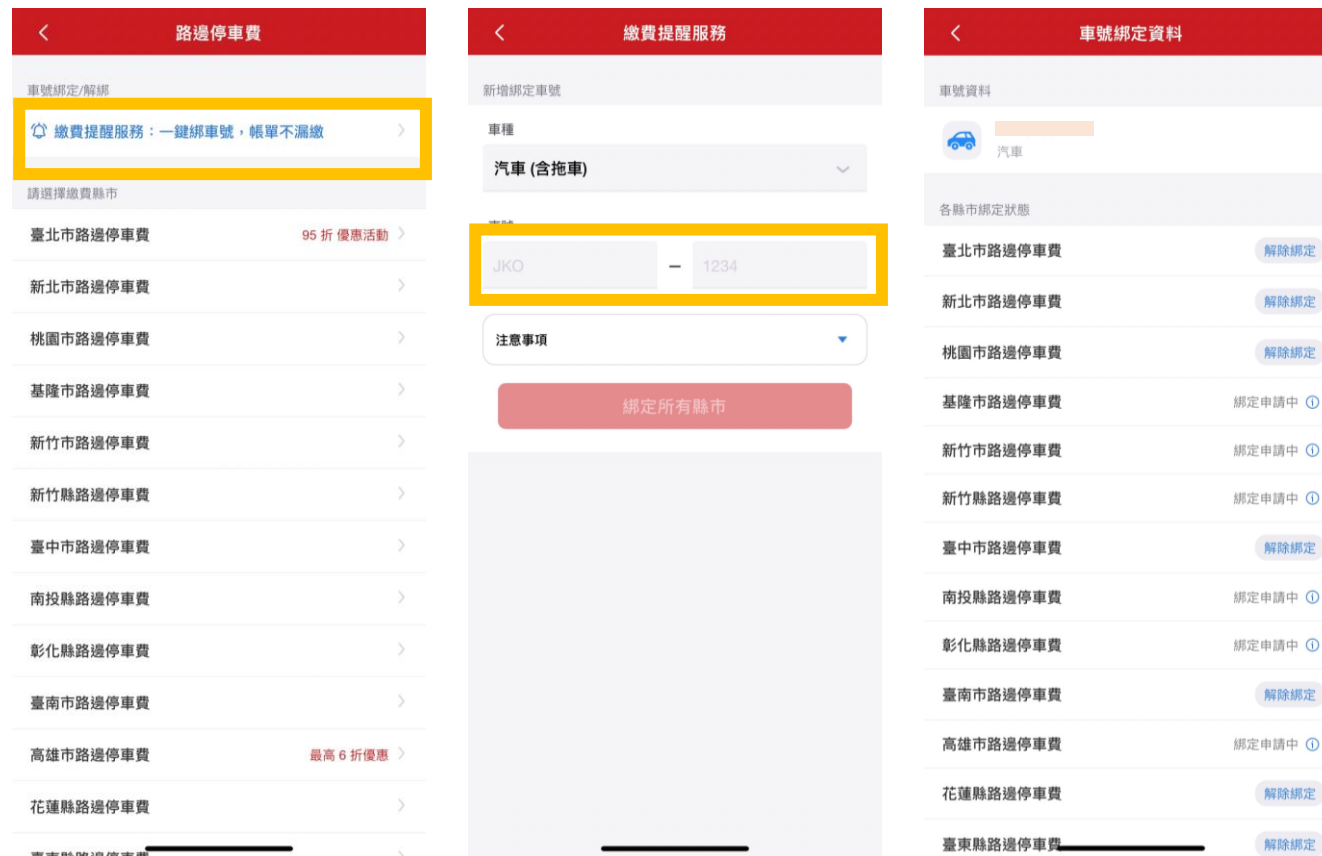 路邊停車費
車號綁定/解綁
繳費提醒服務：一鍵綁車號，帳單不漏繳
請選擇繳費縣市
臺北市路邊停車費 95 折 優惠活動
新北市路邊停車費
桃園市路邊停車費
基隆市路邊停車費
新竹市路邊停車費
新竹縣路邊停車費
臺中市路邊停車費
南投縣路邊停車費
彰化縣路邊停車費
臺南市路邊停車費
高雄市路邊停車費 最高 6 折優惠
花蓮縣路邊停車費
繳費提醒服務
新增綁定車號
車種
汽車 (含拖車)
JKO – 1234
注意事項
綁定所有縣市
車號綁定資料
車號資料
汽車
各縣市綁定狀態
臺北市路邊停車費 解除綁定
新北市路邊停車費 解除綁定
桃園市路邊停車費 解除綁定
基隆市路邊停車費 綁定申請中
新竹市路邊停車費 綁定申請中
新竹縣路邊停車費 綁定申請中
臺中市路邊停車費 解除綁定
南投縣路邊停車費 綁定申請中
彰化縣路邊停車費 綁定申請中
臺南市路邊停車費 解除綁定
高雄市路邊停車費 綁定申請中
花蓮縣路邊停車費 解除綁定
臺東縣路邊停車費 解除綁定